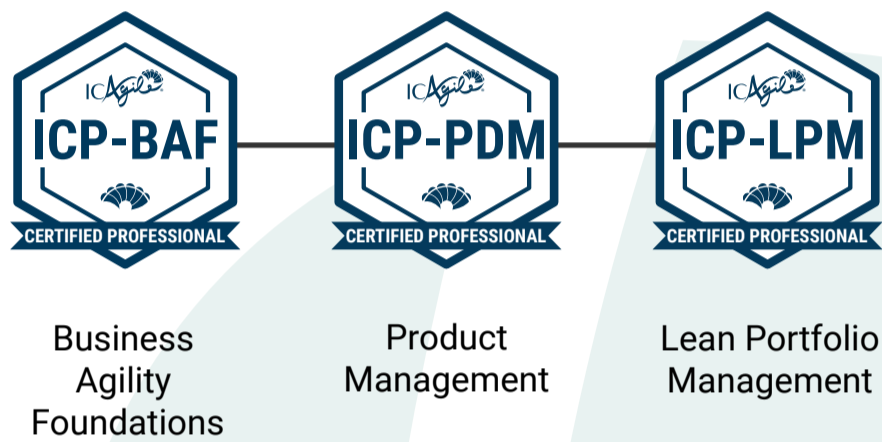 ICAgile
ICP-BAF
CERTIFIED PROFESSIONAL
Business
Agility
Foundations
ICAgile
ICP-PDM
CERTIFIED PROFESSIONAL
Product
Management
ICAgile
ICP-LPM
CERTIFIED PROFESSIONAL
Lean Portfolio
Management